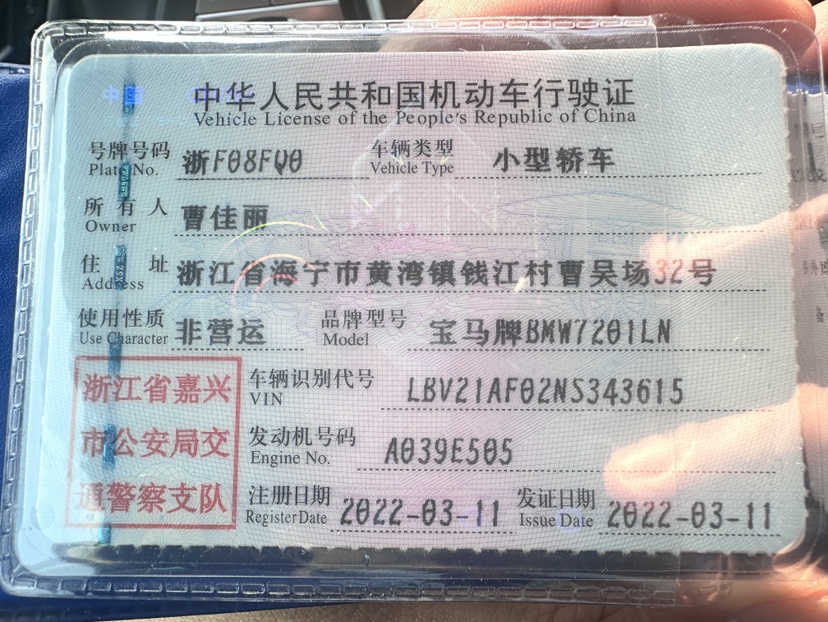 中华人民共和国机动车行驶证
Vehicle License of the People's Republic of China
号牌号码 Plate No. 浙F08FQ0 车辆类型 Vehicle Type 小型轿车
所有人 Owner 曹佳丽
住址 Address 浙江省海宁市黄湾镇钱江村曹吴场32号
使用性质 Use Character 非营运 品牌型号 Model 宝马牌BMW7201LN
车辆识别代号 VIN LBV21AF02NS343615
发动机号码 Engine No. A039E505
注册日期 Register Date 2022-03-11 发证日期 Issue Date 2022-03-11
浙江省嘉兴
市公安局交
通警察支队